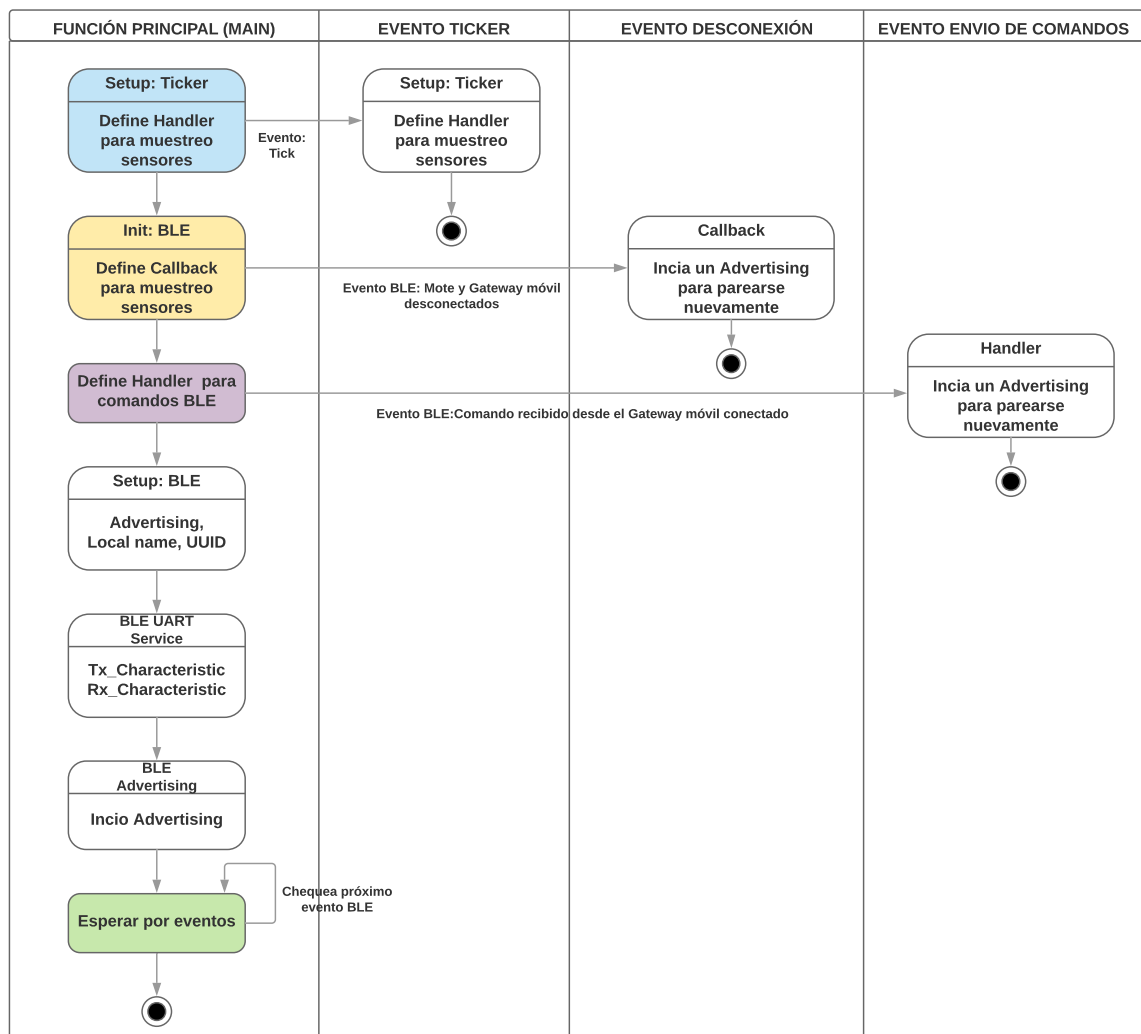 FUNCIÓN PRINCIPAL (MAIN)
EVENTO TICKER
EVENTO DESCONEXIÓN
EVENTO ENVIO DE COMANDOS
Setup: Ticker
Define Handler
para muestreo
sensores
Evento:
Tick
Setup: Ticker
Define Handler
para muestreo
sensores
Init: BLE
Define Callback
para muestreo
sensores
Evento BLE: Mote y Gateway móvil
desconectados
Callback
Incia un Advertising
para parearse
nuevamente
Define Handler  para
comandos BLE
Evento BLE:Comando recibido desde el Gateway móvil conectado
Handler
Incia un Advertising
para parearse
nuevamente
Setup: BLE
Advertising,
Local name, UUID
BLE UART
Service
Tx_Characteristic
Rx_Characteristic
BLE
Advertising
Incio Advertising
Esperar por eventos
Chequea próximo
evento BLE